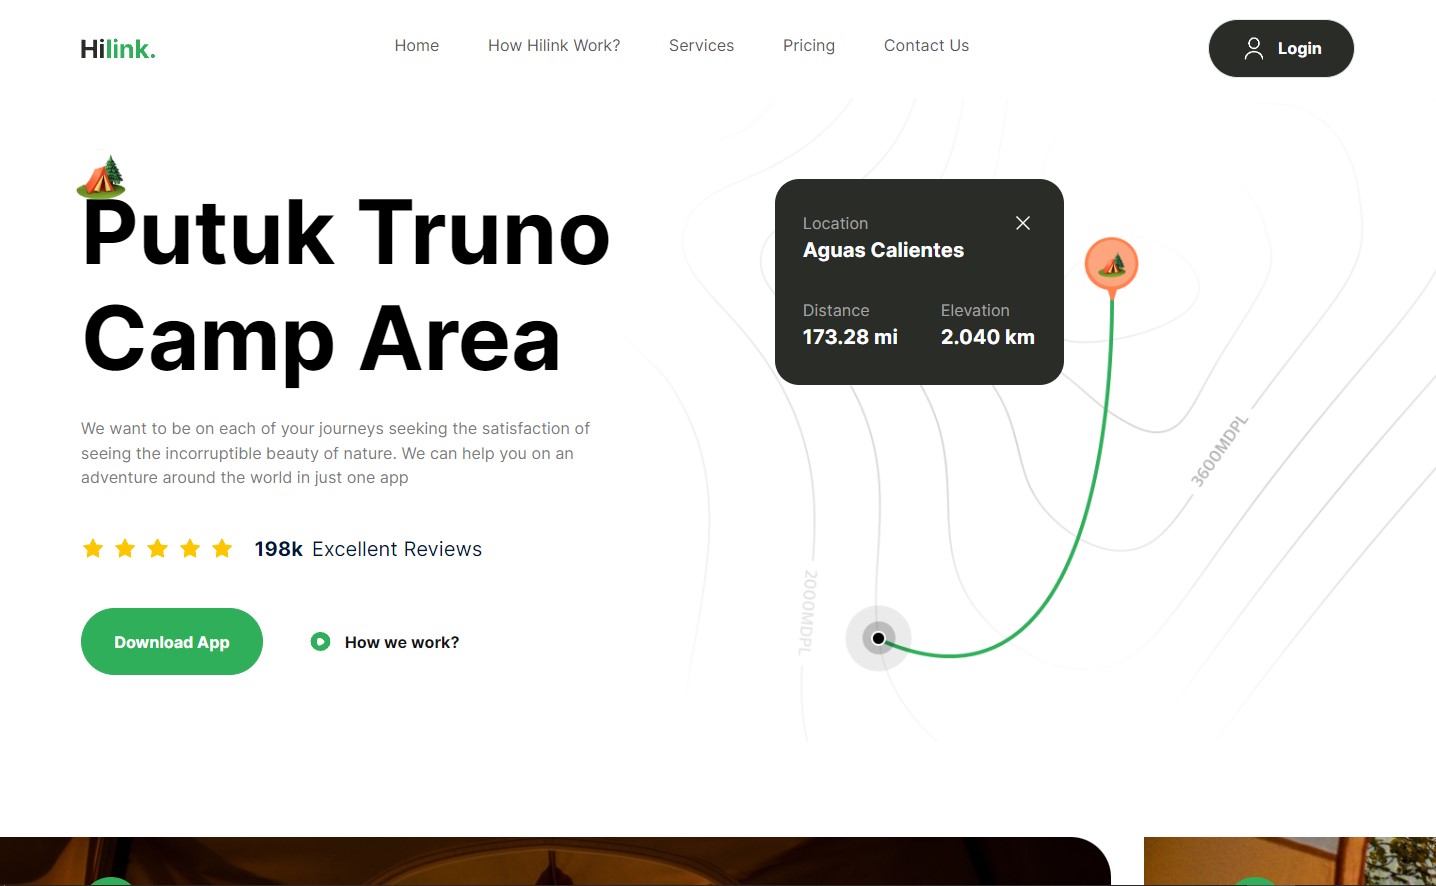 Hilink.
Home
How Hilink Work?
Services
Pricing
Contact Us
Login
Putuk Truno
Camp Area
We want to be on each of your journeys seeking the satisfaction of
seeing the incorruptible beauty of nature. We can help you on an
adventure around the world in just one app
198k Excellent Reviews
Download App
How we work?
Location
Aguas Calientes
Distance
173.28 mi
Elevation
2.040 km
3600MDPL
2000MDPL